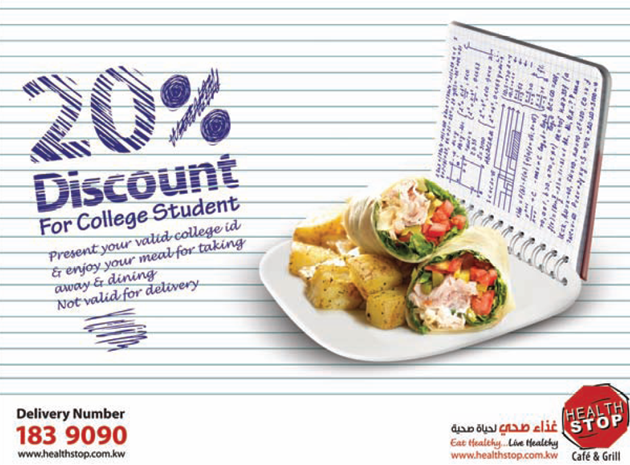 20%
Discount
For College Student
Present your valid college id
& enjoy your meal for taking
away & dining
Not valid for delivery
Delivery Number
183 9090
www.healthstop.com.kw
غذاء صحي لحياة صحية
Eat Healthy...Live Healthy
www.healthstop.com.kw
HEALTH
STOP
Café & Grill